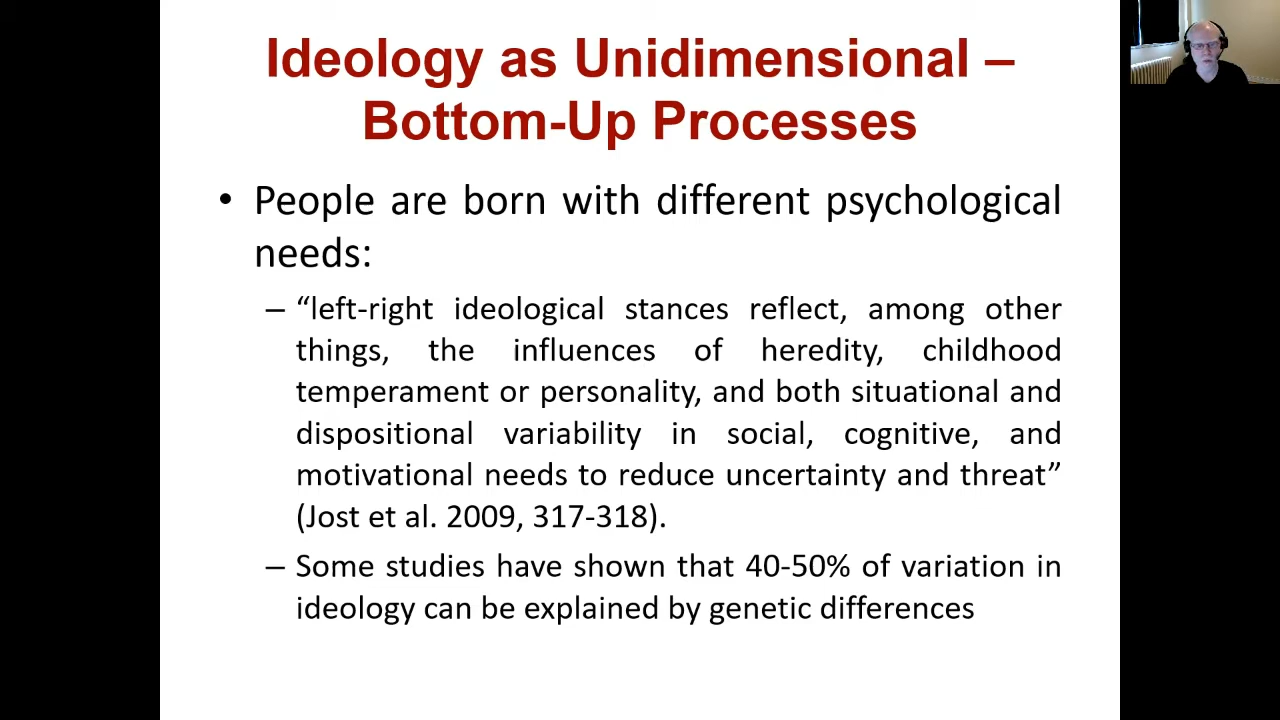 Ideology as Unidimensional –
Bottom-Up Processes
• People are born with different psychological
needs:
– “left-right ideological stances reflect, among other
things, the influences of heredity, childhood
temperament or personality, and both situational and
dispositional variability in social, cognitive, and
motivational needs to reduce uncertainty and threat”
(Jost et al. 2009, 317-318).
– Some studies have shown that 40-50% of variation in
ideology can be explained by genetic differences